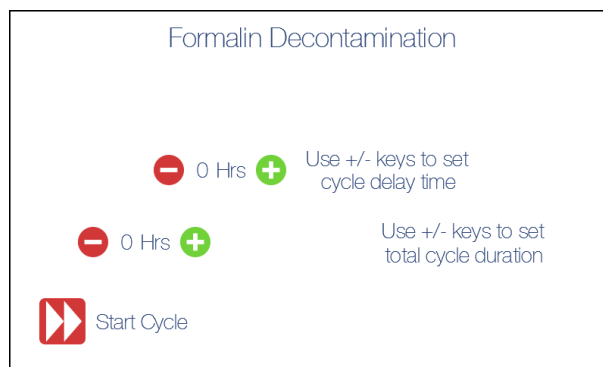 Formalin Decontamination
0 Hrs
Use +/- keys to set
cycle delay time
0 Hrs
Use +/- keys to set
total cycle duration
Start Cycle